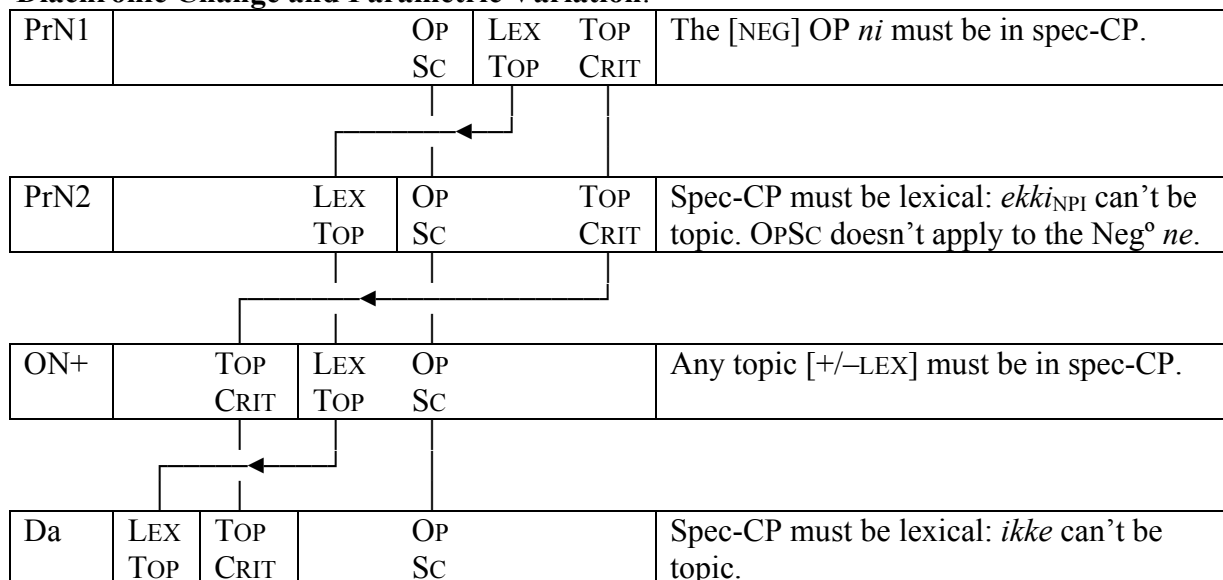 Diachronic Change and Parametric Variation:
PrN1 OP LEX TOP The [NEG] OP ni must be in spec-CP.
SC TOP CRIT
PrN2 LEX OP TOP Spec-CP must be lexical: ekkiNPI can't be
TOP SC CRIT topic. OPSC doesn't apply to the Negº ne.
ON+ TOP LEX OP Any topic [+/–LEX] must be in spec-CP.
CRIT TOP SC
Da LEX TOP OP Spec-CP must be lexical: ikke can't be
TOP CRIT SC topic.